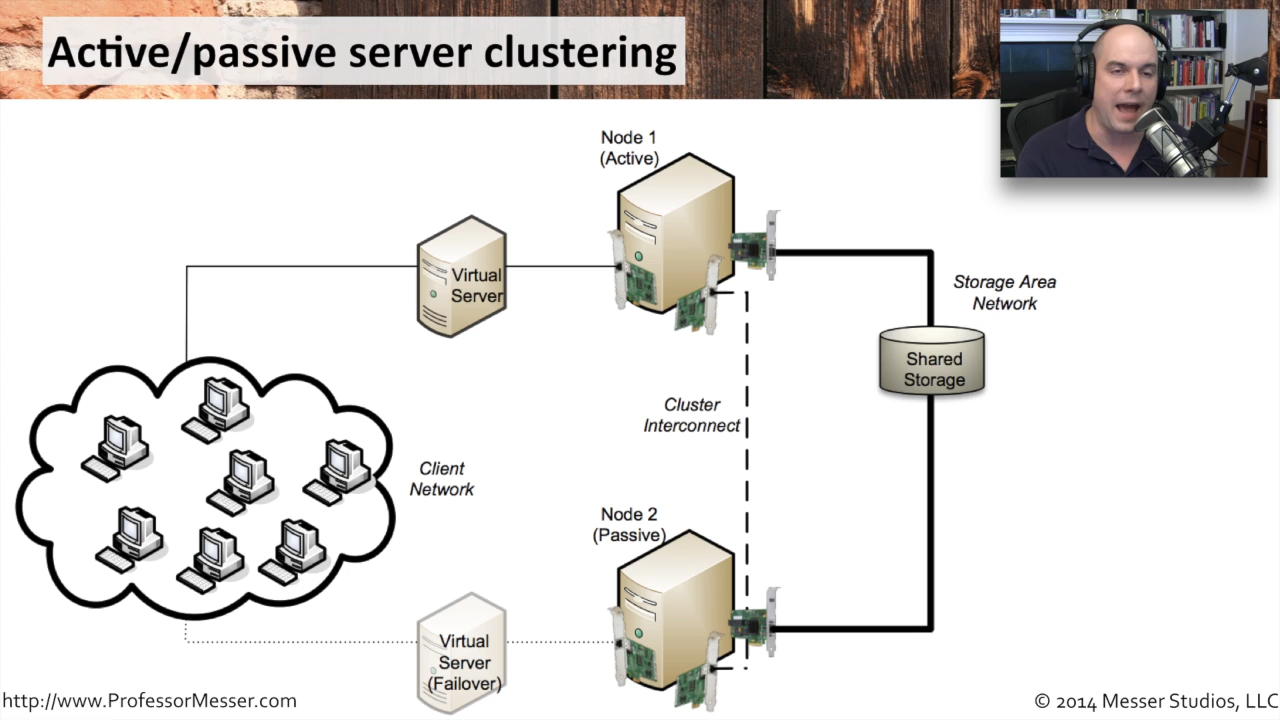 Active/passive server clustering
Node 1
(Active)
Virtual
Server
Storage Area
Network
Shared
Storage
Cluster
Interconnect
Client
Network
Node 2
(Passive)
Virtual
Server
(Failover)
http://www.ProfessorMesser.com
© 2014 Messer Studios, LLC